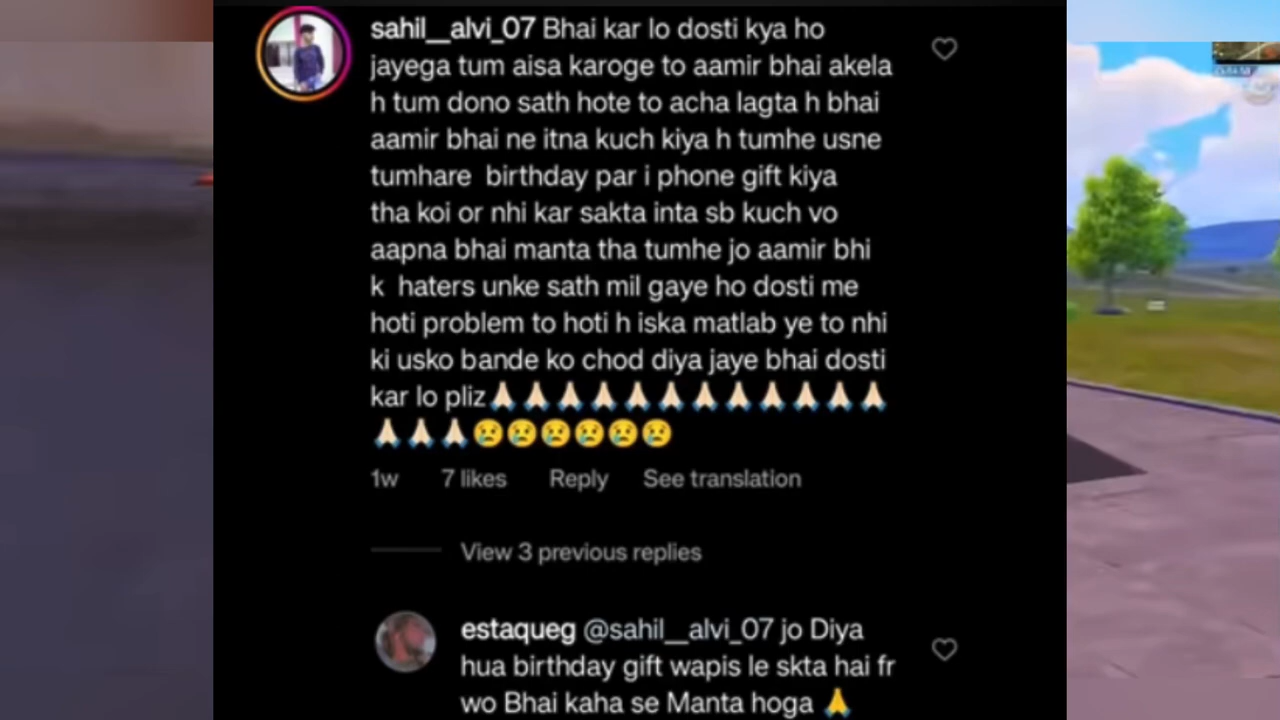 sahil__alvi_07 Bhai kar lo dosti kya ho
jayega tum aisa karoge to aamir bhai akela
h tum dono sath hote to acha lagta h bhai
aamir bhai ne itna kuch kiya h tumhe usne
tumhare birthday par i phone gift kiya
tha koi or nhi kar sakta inta sb kuch vo
aapna bhai manta tha tumhe jo aamir bhi
k haters unke sath mil gaye ho dosti me
hoti problem to hoti h iska matlab ye to nhi
ki usko bande ko chod diya jaye bhai dosti
kar lo pliz🙏🏻🙏🏻🙏🏻🙏🏻🙏🏻🙏🏻🙏🏻🙏🏻🙏🏻🙏🏻🙏🏻🙏🏻
🙏🏻🙏🏻🙏🏻😢😢😢😢😢😢
1w 7 likes Reply See translation
View 3 previous replies
estaqueg @sahil__alvi_07 jo Diya
hua birthday gift wapis le skta hai fr
wo Bhai kaha se Manta hoga 🙏